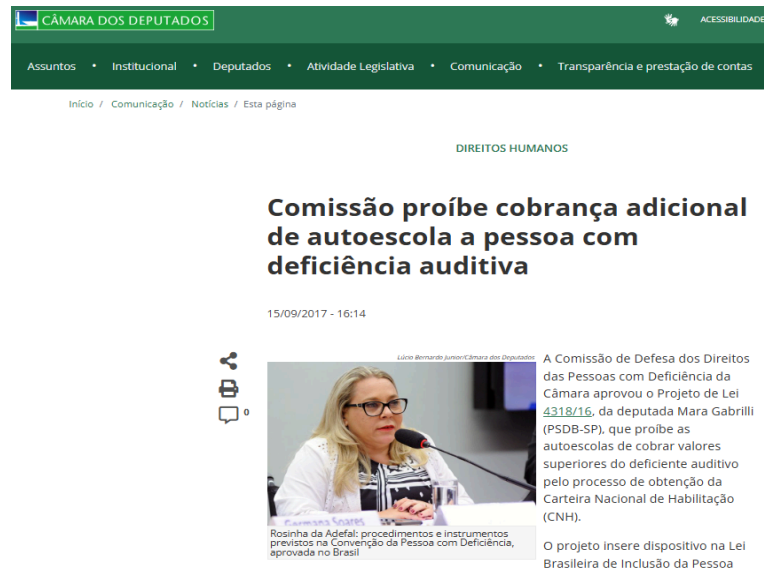 CÂMARA DOS DEPUTADOS
ACESSIBILIDADE
Assuntos • Institucional • Deputados • Atividade Legislativa • Comunicação • Transparência e prestação de contas
Início / Comunicação / Notícias / Esta página
DIREITOS HUMANOS
Comissão proíbe cobrança adicional
de autoescola a pessoa com
deficiência auditiva
15/09/2017 - 16:14
0
Lúcio Bernardo Junior/Câmara dos Deputados
Germana Soares
Rosinha da Adefal: procedimentos e instrumentos
previstos na Convenção da Pessoa com Deficiência,
aprovada no Brasil
A Comissão de Defesa dos Direitos
das Pessoas com Deficiência da
Câmara aprovou o Projeto de Lei
4318/16, da deputada Mara Gabrilli
(PSDB-SP), que proíbe as
autoescolas de cobrar valores
superiores do deficiente auditivo
pelo processo de obtenção da
Carteira Nacional de Habilitação
(CNH).
O projeto insere dispositivo na Lei
Brasileira de Inclusão da Pessoa